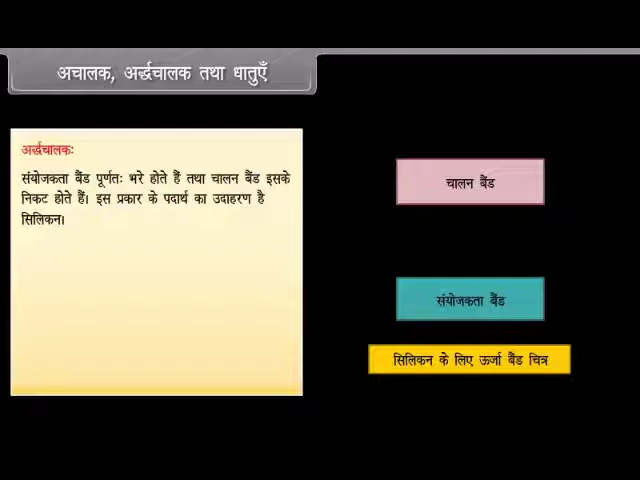 अचालक, अर्द्धचालक तथा धातुएँ
अर्द्धचालकः
संयोजकता बैंड पूर्णतः भरे होते हैं तथा चालन बैंड इसके
निकट होते हैं। इस प्रकार के पदार्थ का उदाहरण है
सिलिकन।
चालन बैंड
संयोजकता बैंड
सिलिकन के लिए ऊर्जा बैंड चित्र